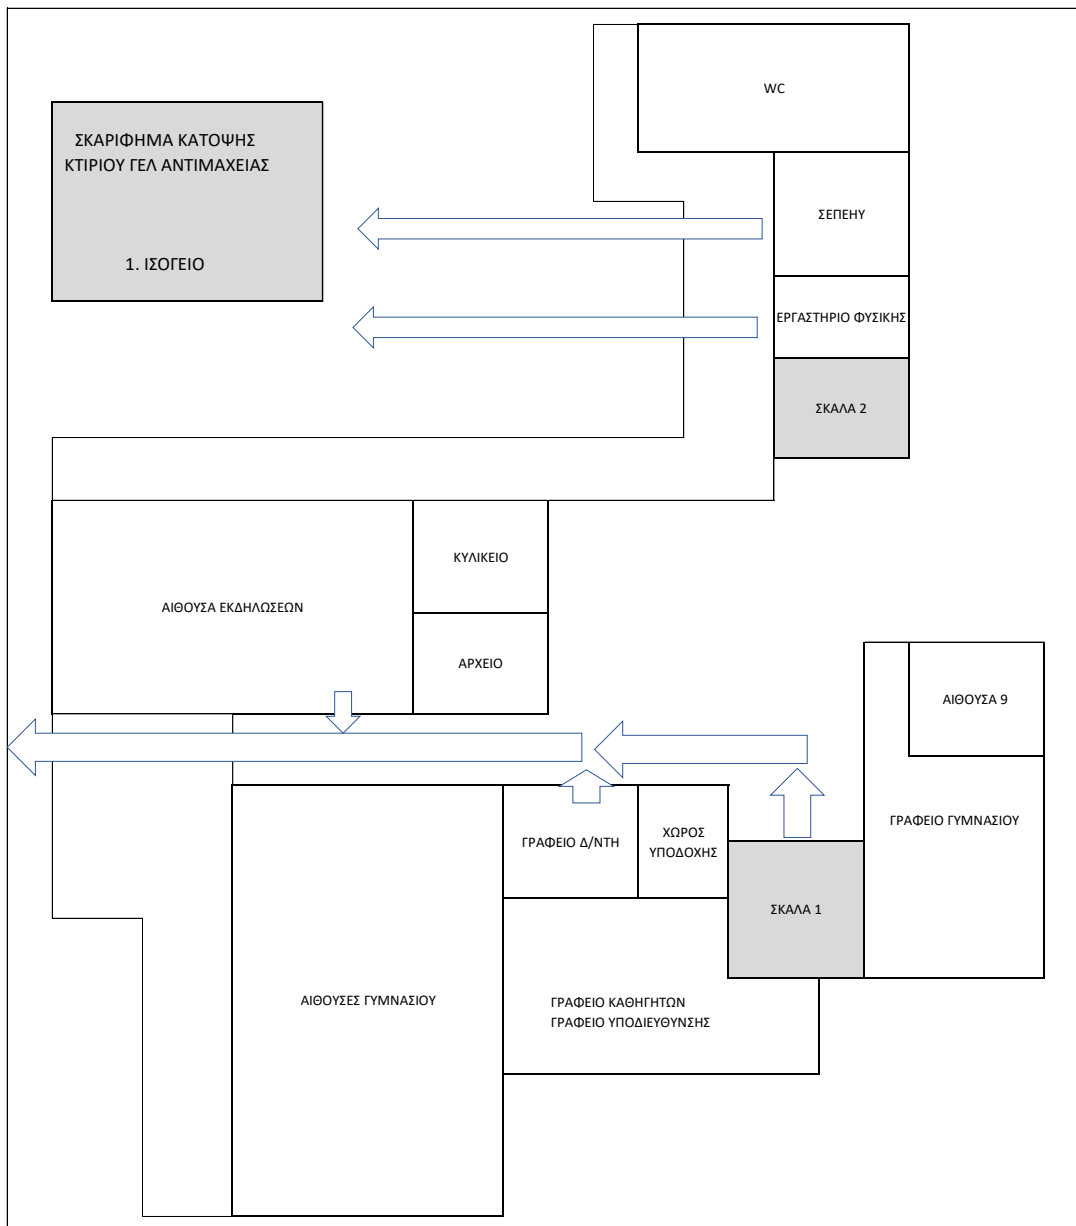 ΣΚΑΡΙΦΗΜΑ ΚΑΤΟΨΗΣ
ΚΤΙΡΙΟΥ ΓΕΛ ΑΝΤΙΜΑΧΕΙΑΣ
1. ΙΣΟΓΕΙΟ
WC
ΣΕΠΕΗΥ
ΕΡΓΑΣΤΗΡΙΟ ΦΥΣΙΚΗΣ
ΣΚΑΛΑ 2
ΚΥΛΙΚΕΙΟ
ΑΙΘΟΥΣΑ ΕΚΔΗΛΩΣΕΩΝ
ΑΡΧΕΙΟ
ΑΙΘΟΥΣΑ 9
ΓΡΑΦΕΙΟ ΓΥΜΝΑΣΙΟΥ
ΓΡΑΦΕΙΟ Δ/ΝΤΗ
ΧΩΡΟΣ
ΥΠΟΔΟΧΗΣ
ΣΚΑΛΑ 1
ΑΙΘΟΥΣΕΣ ΓΥΜΝΑΣΙΟΥ
ΓΡΑΦΕΙΟ ΚΑΘΗΓΗΤΩΝ
ΓΡΑΦΕΙΟ ΥΠΟΔΙΕΥΘΥΝΣΗΣ